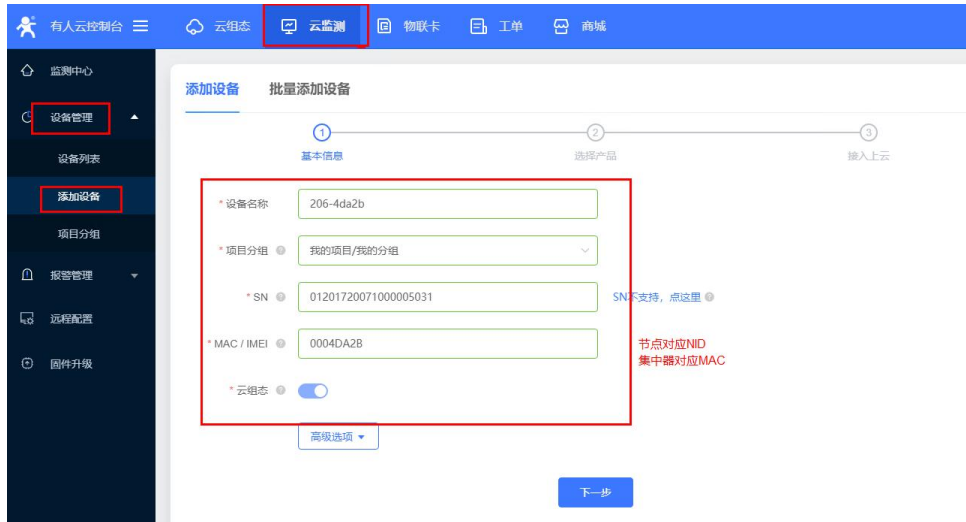 有人云控制台 云组态 云监测 物联卡 工单 商城
监测中心
设备管理
设备列表
添加设备
项目分组
报警管理
远程配置
固件升级
添加设备 批量添加设备
1 2 3
基本信息 选择产品 接入上云
*设备名称 206-4da2b
*项目分组 我的项目/我的分组
*SN 01201720071000005031 SN不支持，点这里
*MAC / IMEI 0004DA2B 节点对应NID
集中器对应MAC
*云组态
高级选项
下一步